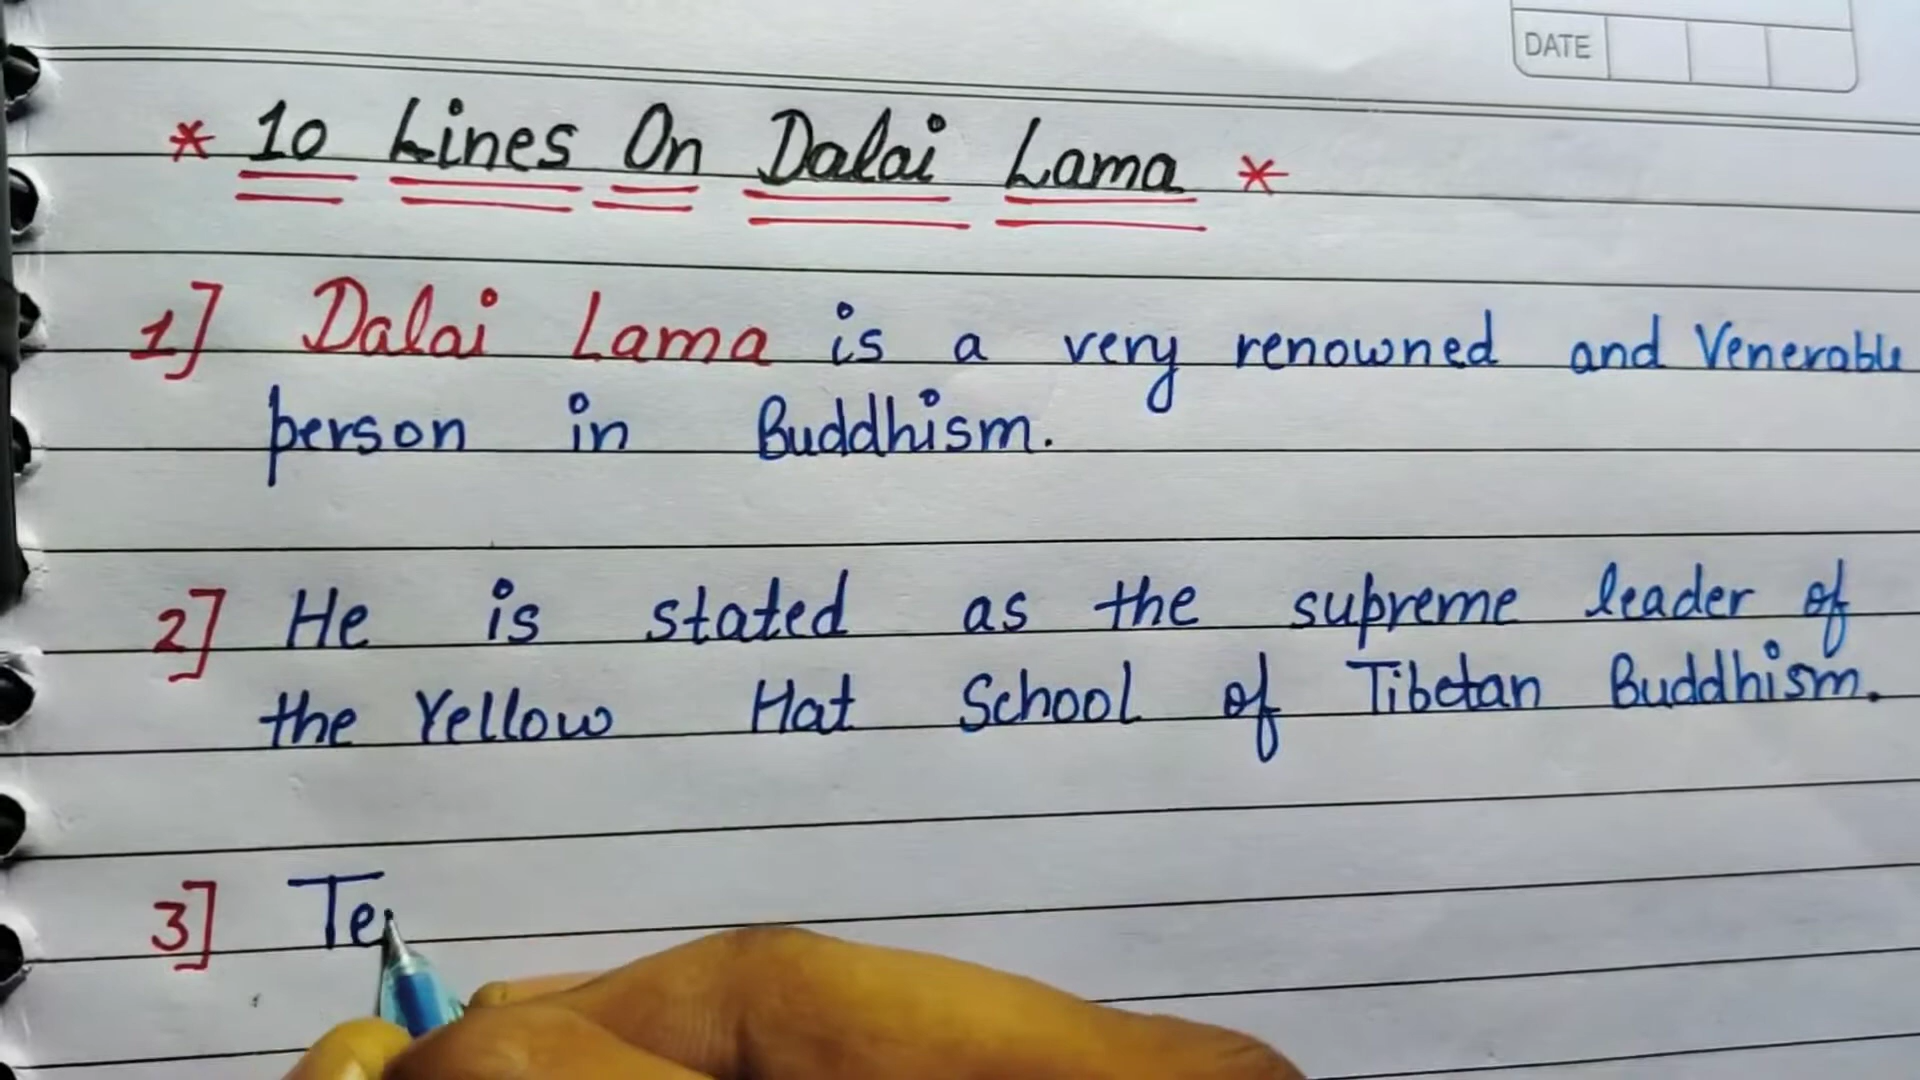 DATE
* 10 Lines On Dalai Lama *
1] Dalai Lama is a very renowned and Venerable
person in Buddhism.
2] He is stated as the supreme leader of
the Yellow Hat School of Tibetan Buddhism.
3] Te